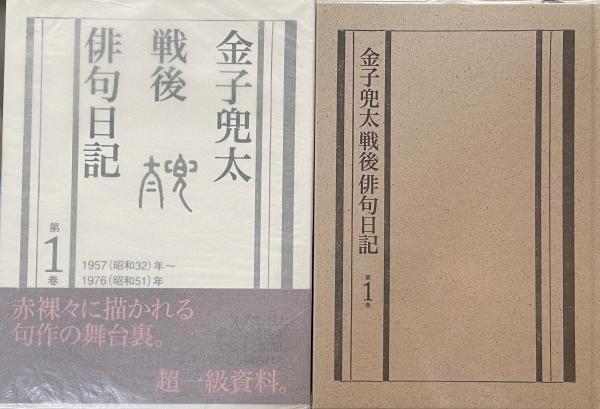 金子兜太
戦後
俳句日記
兜太
第
1
巻
1957（昭和32）年～
1976（昭和51）年
赤裸々に描かれる
句作の舞台裏。
超一級資料。
金子兜太戦後俳句日記
第
1
巻